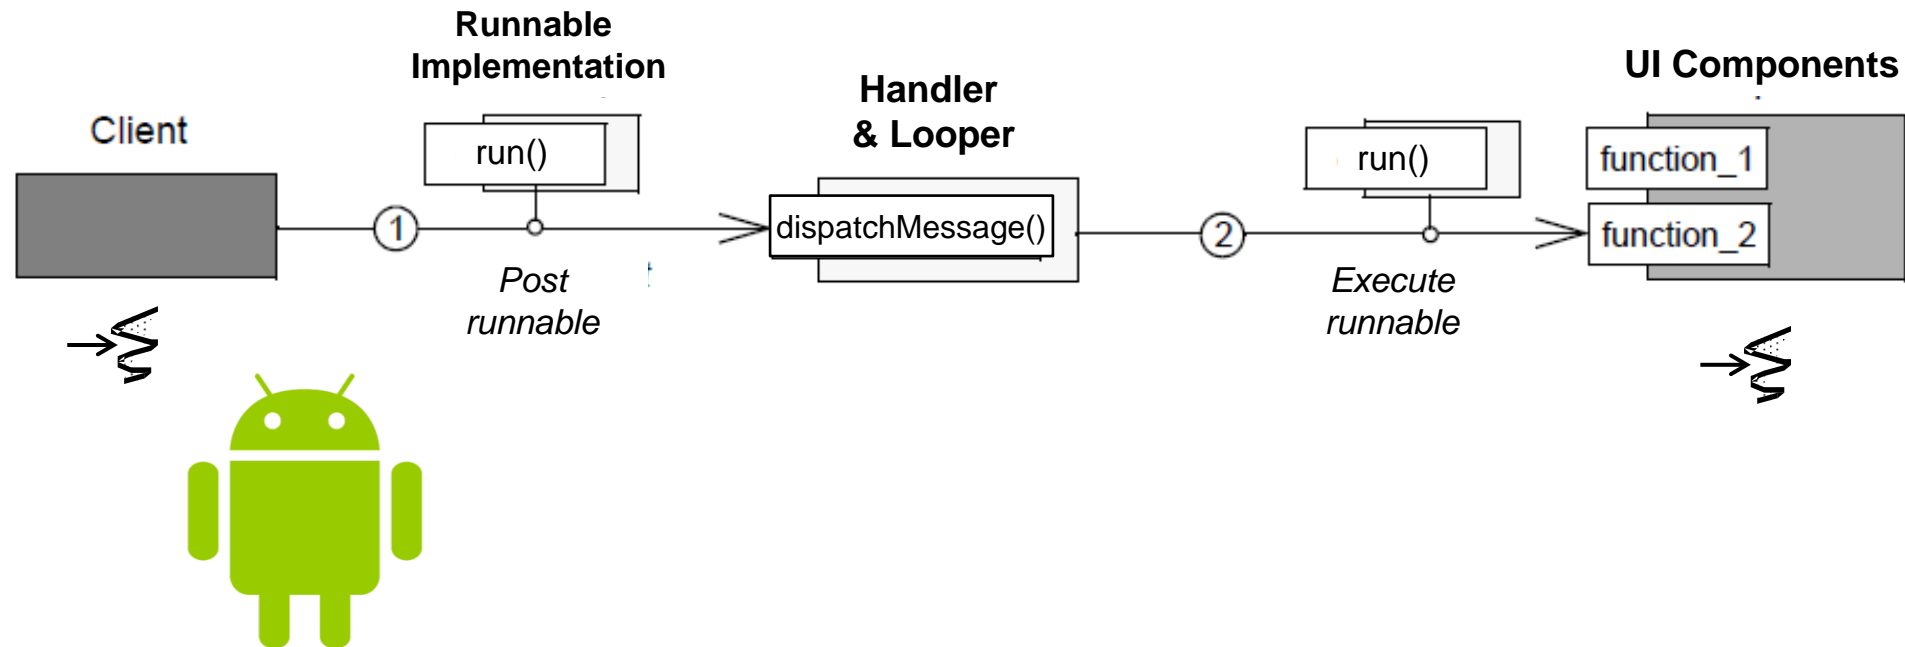 Runnable
Implementation
Client
run()
1
Post
runnable
Handler
& Looper
dispatchMessage()
2
run()
Execute
runnable
UI Components
function_1
function_2